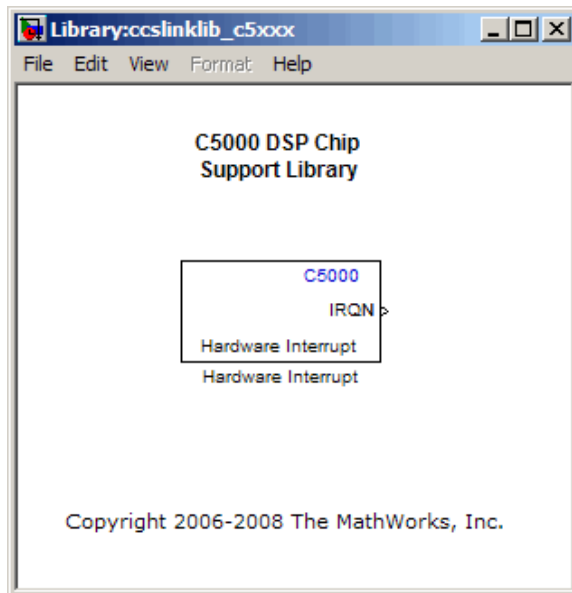 Library:ccslinklib_c5xxx
File Edit View Format Help
C5000 DSP Chip
Support Library
C5000
IRQN
Hardware Interrupt
Hardware Interrupt
Copyright 2006-2008 The MathWorks, Inc.